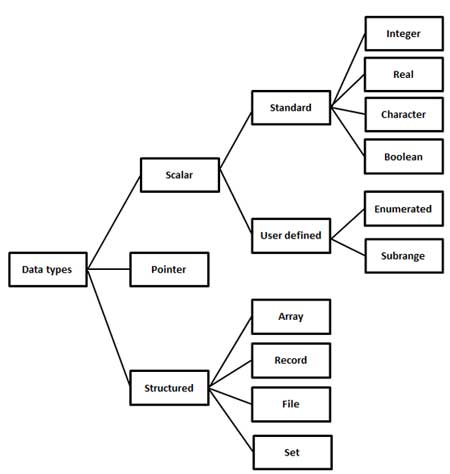 Integer
Real
Standard
Character
Boolean
Scalar
Enumerated
User defined
Subrange
Data types
Pointer
Array
Record
Structured
File
Set